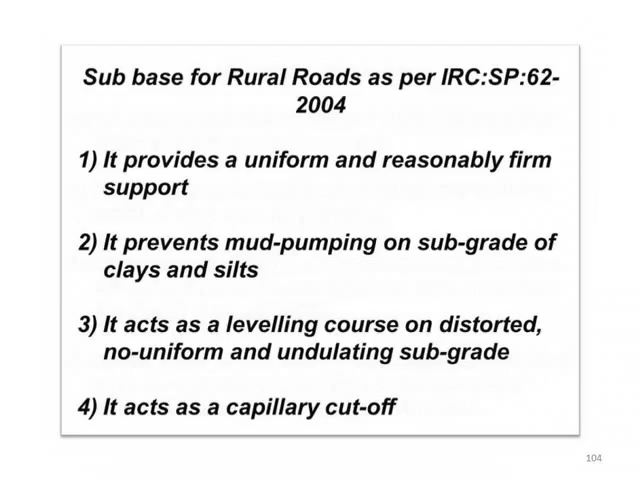 Sub base for Rural Roads as per IRC:SP:62-
2004
1) It provides a uniform and reasonably firm
support
2) It prevents mud-pumping on sub-grade of
clays and silts
3) It acts as a levelling course on distorted,
no-uniform and undulating sub-grade
4) It acts as a capillary cut-off
104